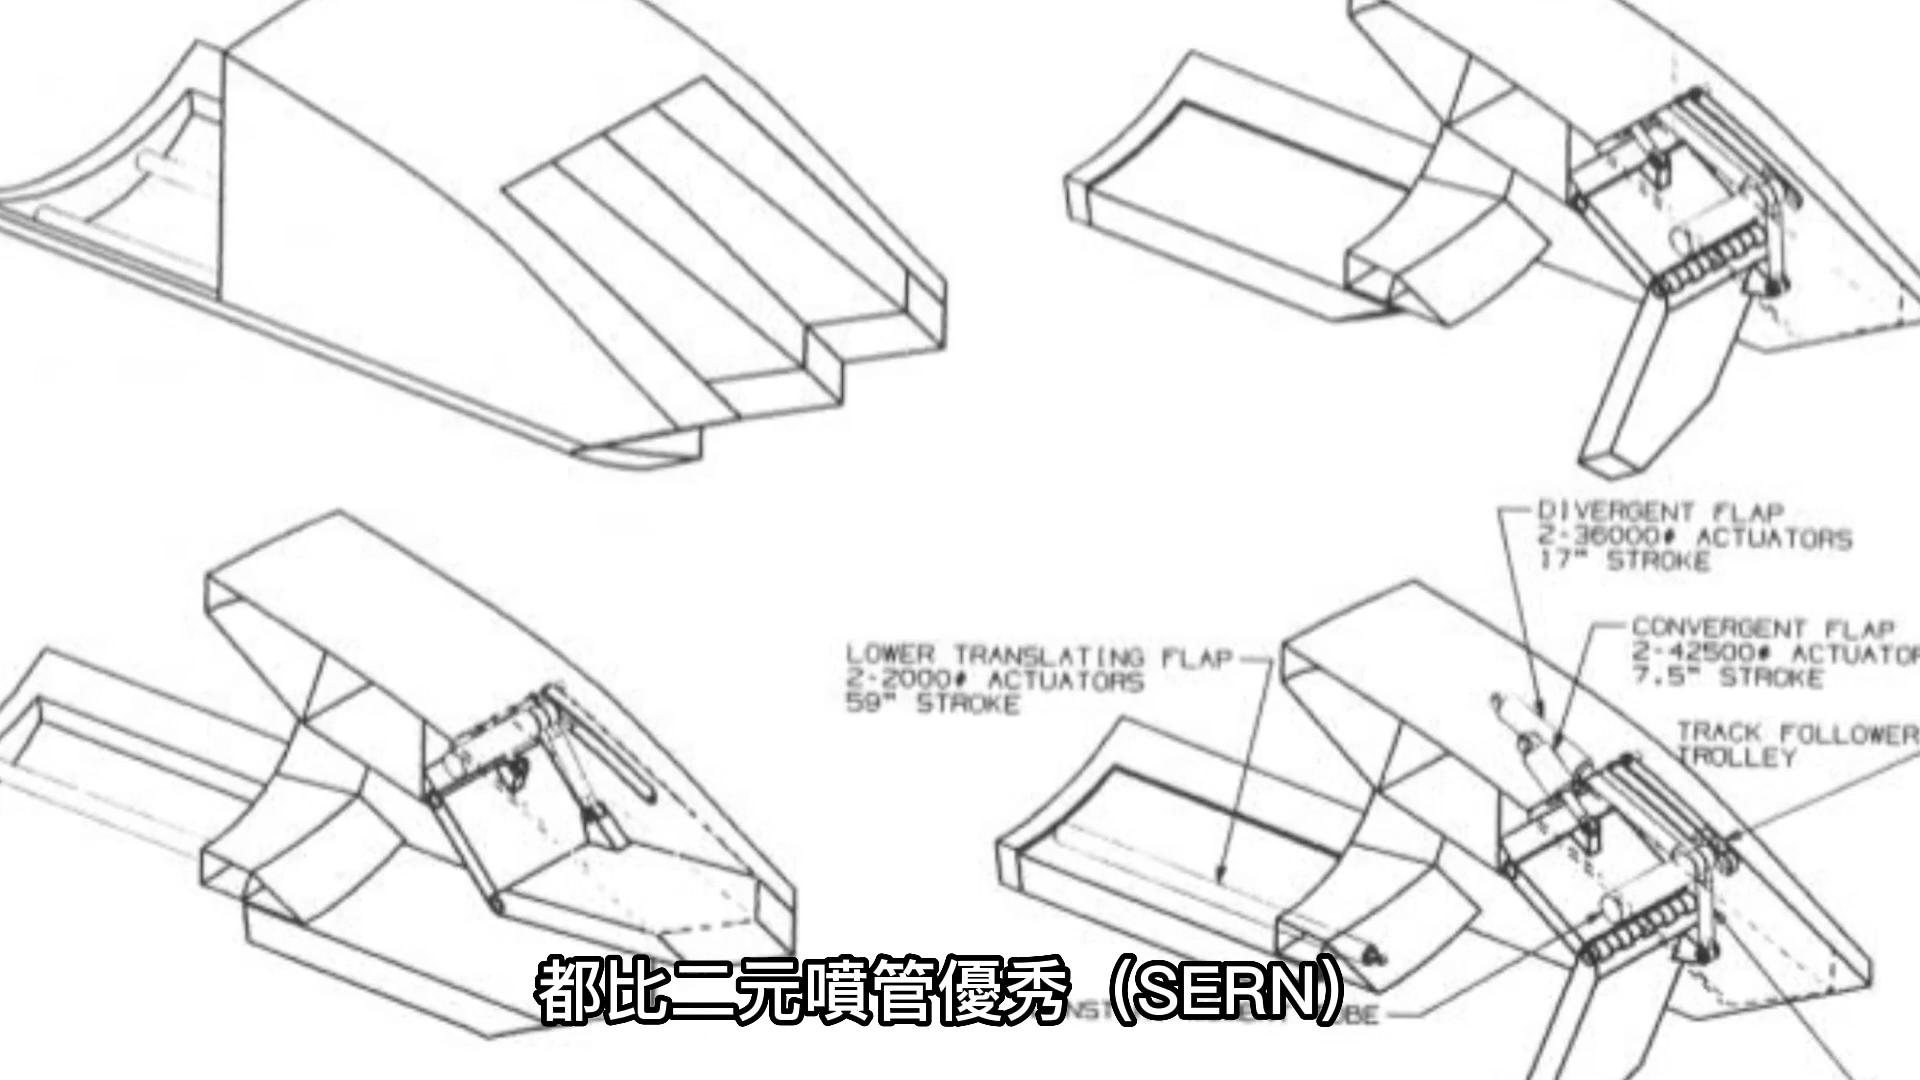 DIVERGENT FLAP
2-36000# ACTUATORS
17" STROKE
CONVERGENT FLAP
2-42500# ACTUATOR
7.5" STROKE
LOWER TRANSLATING FLAP
2-2000# ACTUATORS
59" STROKE
TRACK FOLLOWER
TROLLEY
都比二元噴管優秀（SERN）